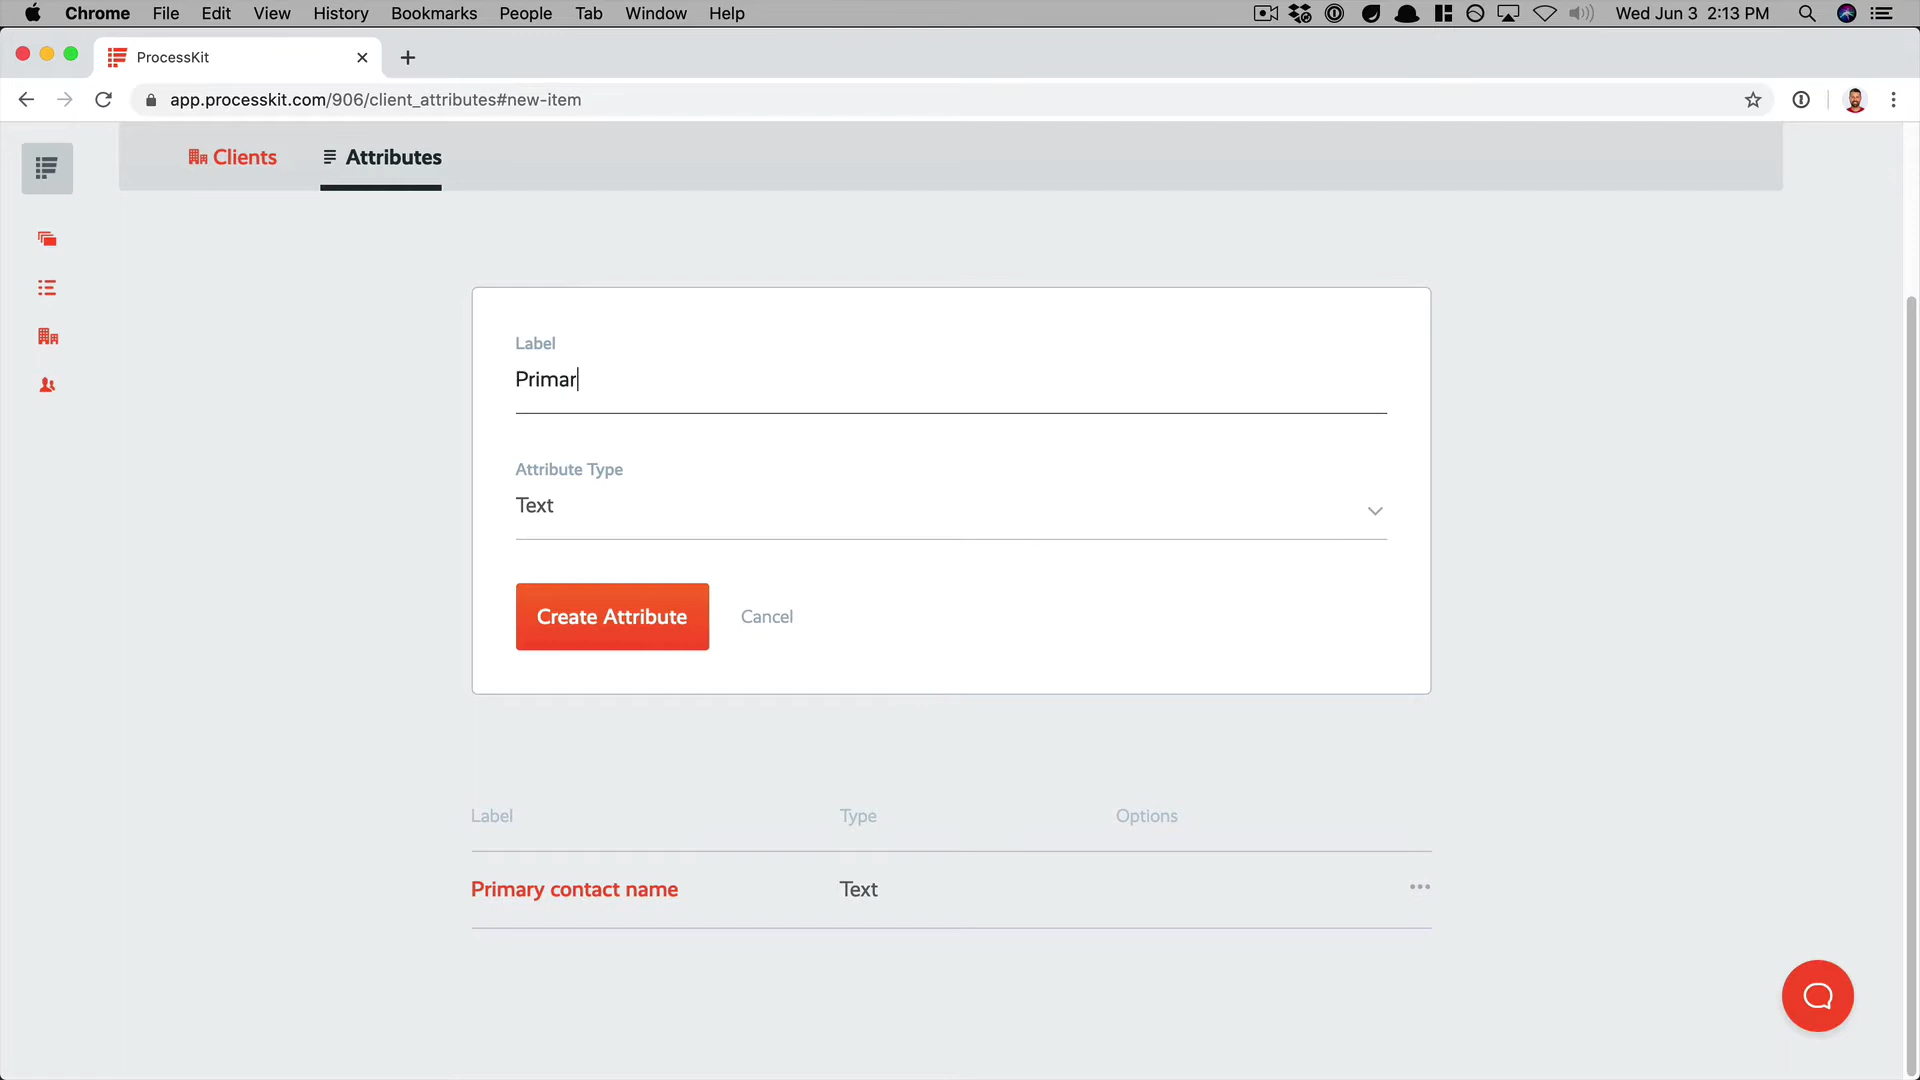 Chrome File Edit View History Bookmarks People Tab Window Help Wed Jun 3 2:13 PM
ProcessKit
app.processkit.com/906/client_attributes#new-item
Clients Attributes
Label
Primar
Attribute Type
Text
Create Attribute Cancel
Label Type Options
Primary contact name Text